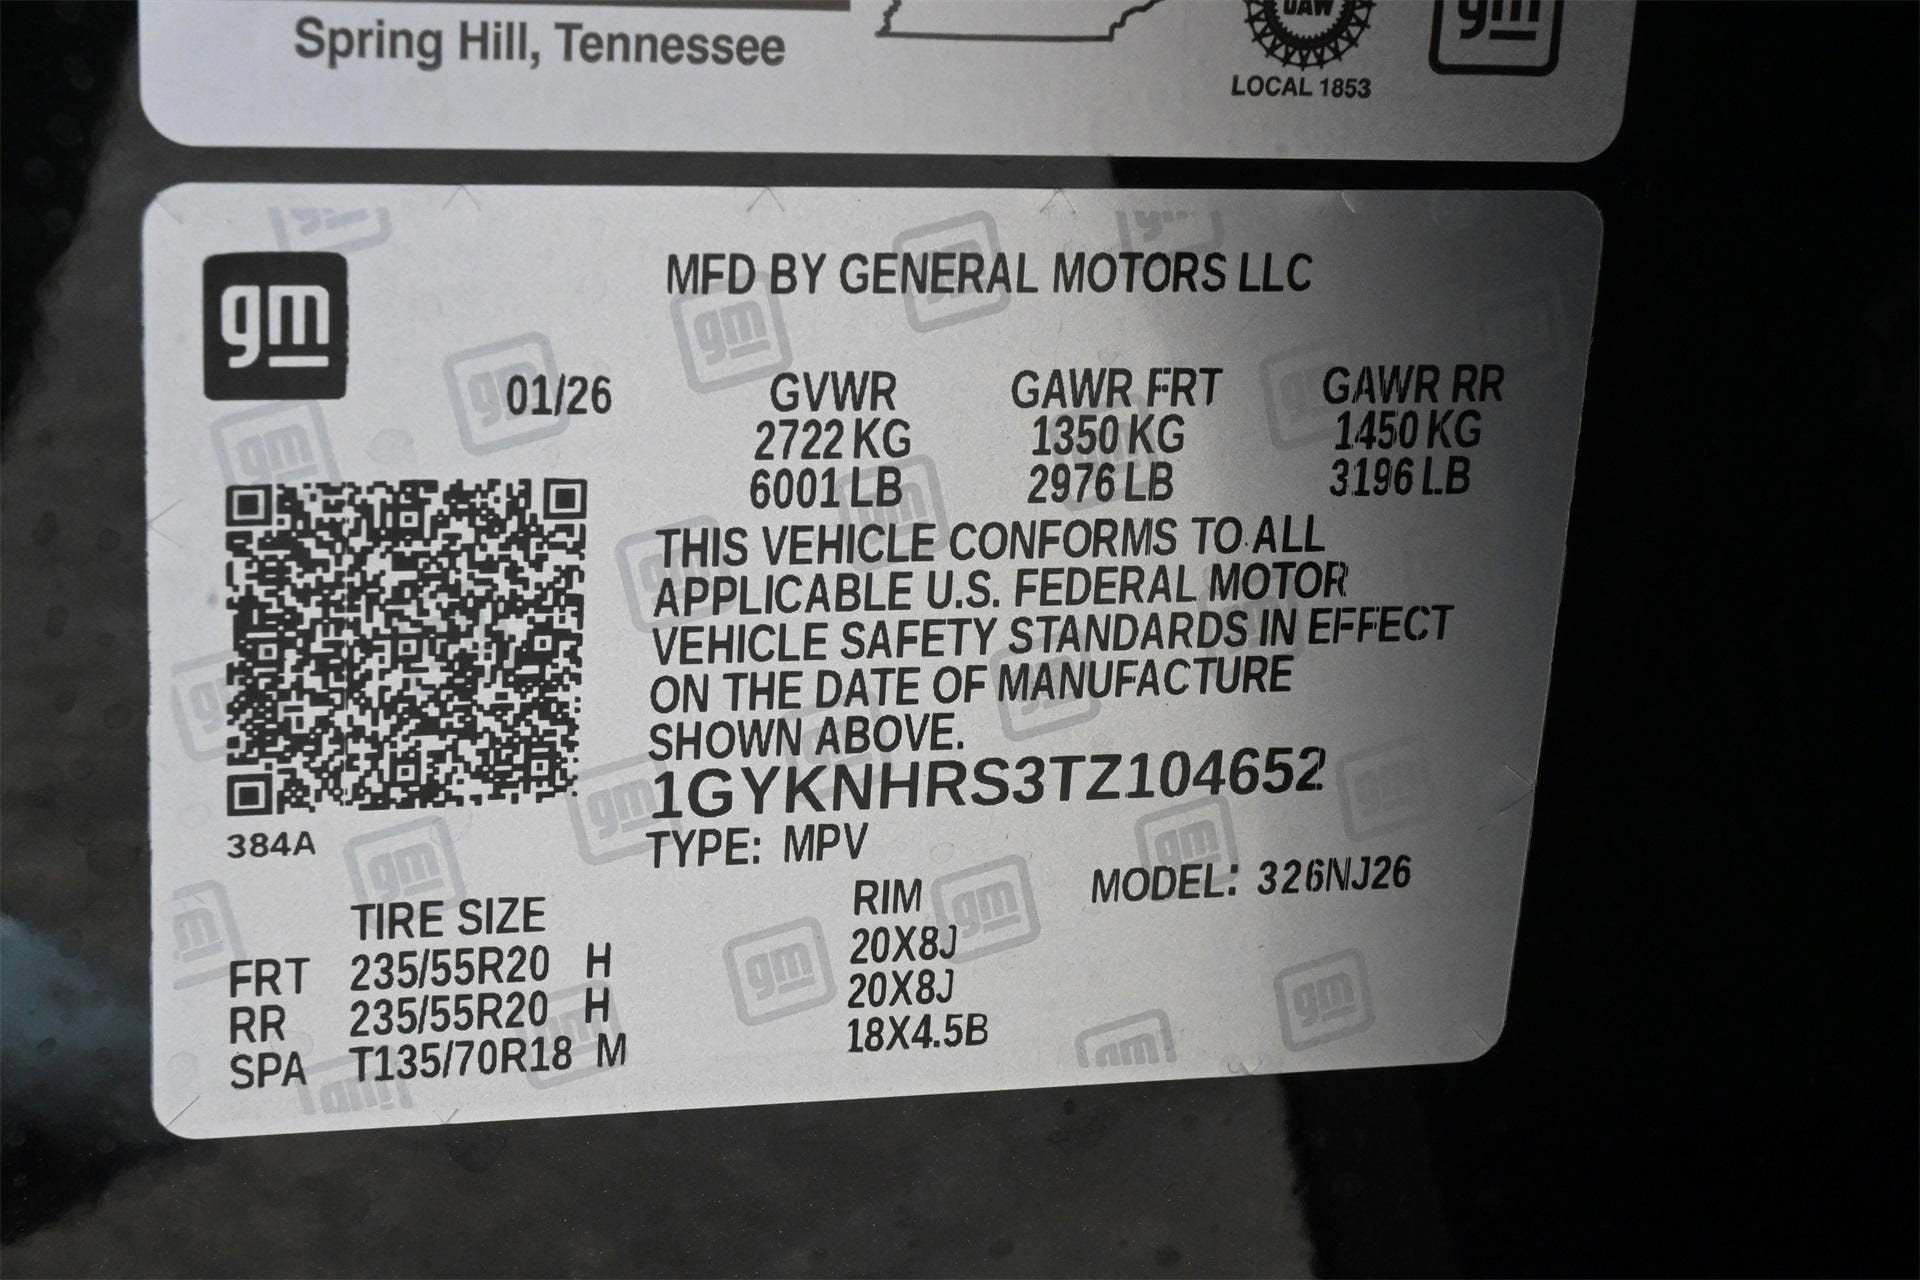 Spring Hill, Tennessee
UAW
LOCAL 1853
gm
gm
MFD BY GENERAL MOTORS LLC
01/26
GVWR GAWR FRT GAWR RR
2722 KG 1350 KG 1450 KG
6001 LB 2976 LB 3196 LB
THIS VEHICLE CONFORMS TO ALL
APPLICABLE U.S. FEDERAL MOTOR
VEHICLE SAFETY STANDARDS IN EFFECT
ON THE DATE OF MANUFACTURE
SHOWN ABOVE.
1GYKNHRS3TZ104652
384A
TYPE: MPV
MODEL: 326NJ26
TIRE SIZE RIM
FRT 235/55R20 H 20X8J
RR 235/55R20 H 20X8J
SPA T135/70R18 M 18X4.5B